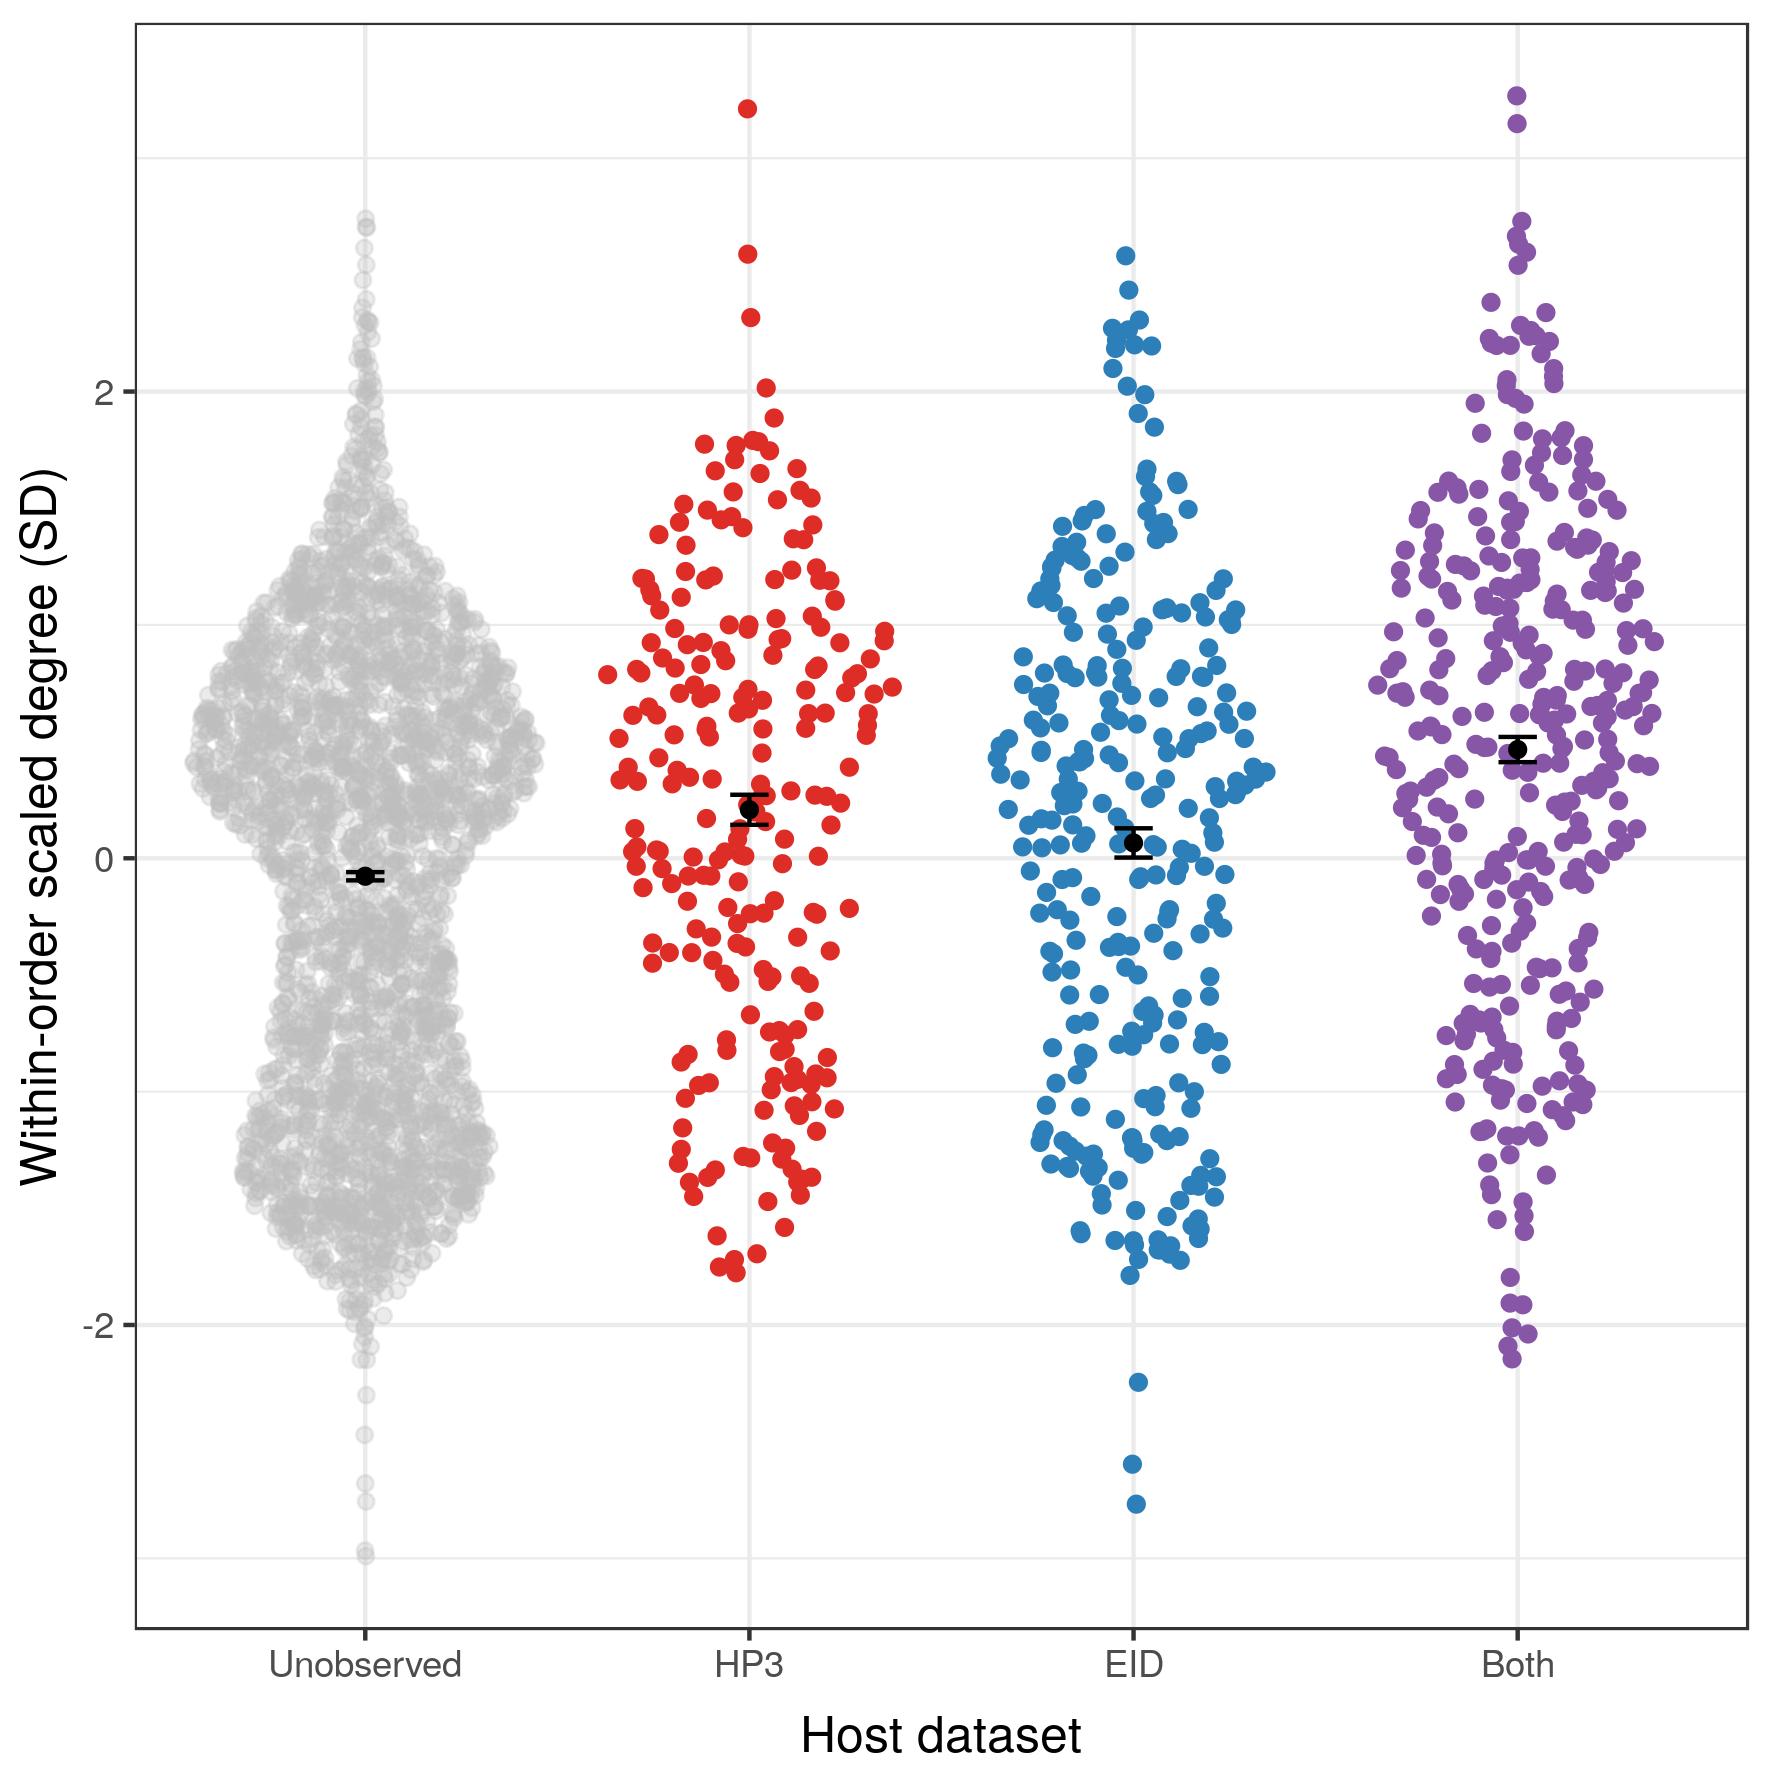 Within-order scaled degree (SD)
2
0
-2
Unobserved HP3 EID Both
Host dataset